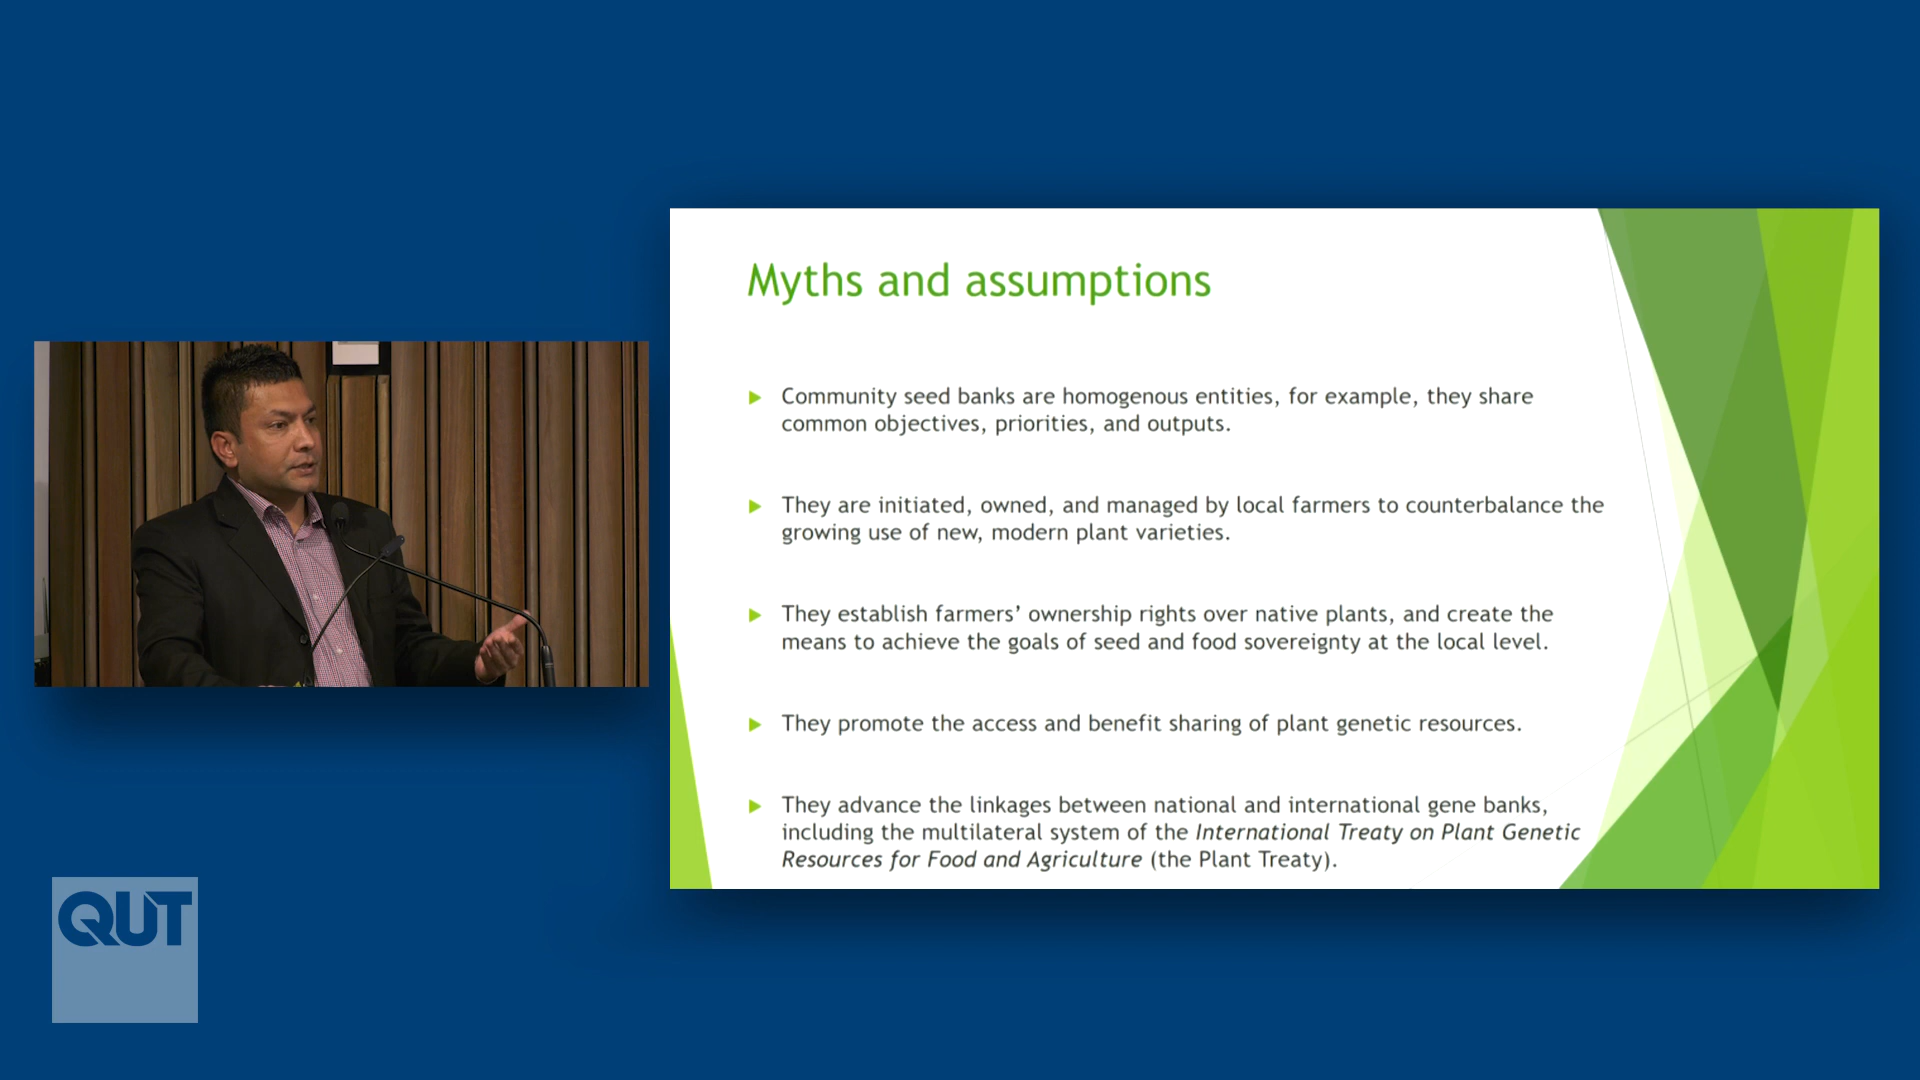 Myths and assumptions
Community seed banks are homogenous entities, for example, they share
common objectives, priorities, and outputs.
They are initiated, owned, and managed by local farmers to counterbalance the
growing use of new, modern plant varieties.
They establish farmers’ ownership rights over native plants, and create the
means to achieve the goals of seed and food sovereignty at the local level.
They promote the access and benefit sharing of plant genetic resources.
They advance the linkages between national and international gene banks,
including the multilateral system of the International Treaty on Plant Genetic
Resources for Food and Agriculture (the Plant Treaty).
QUT